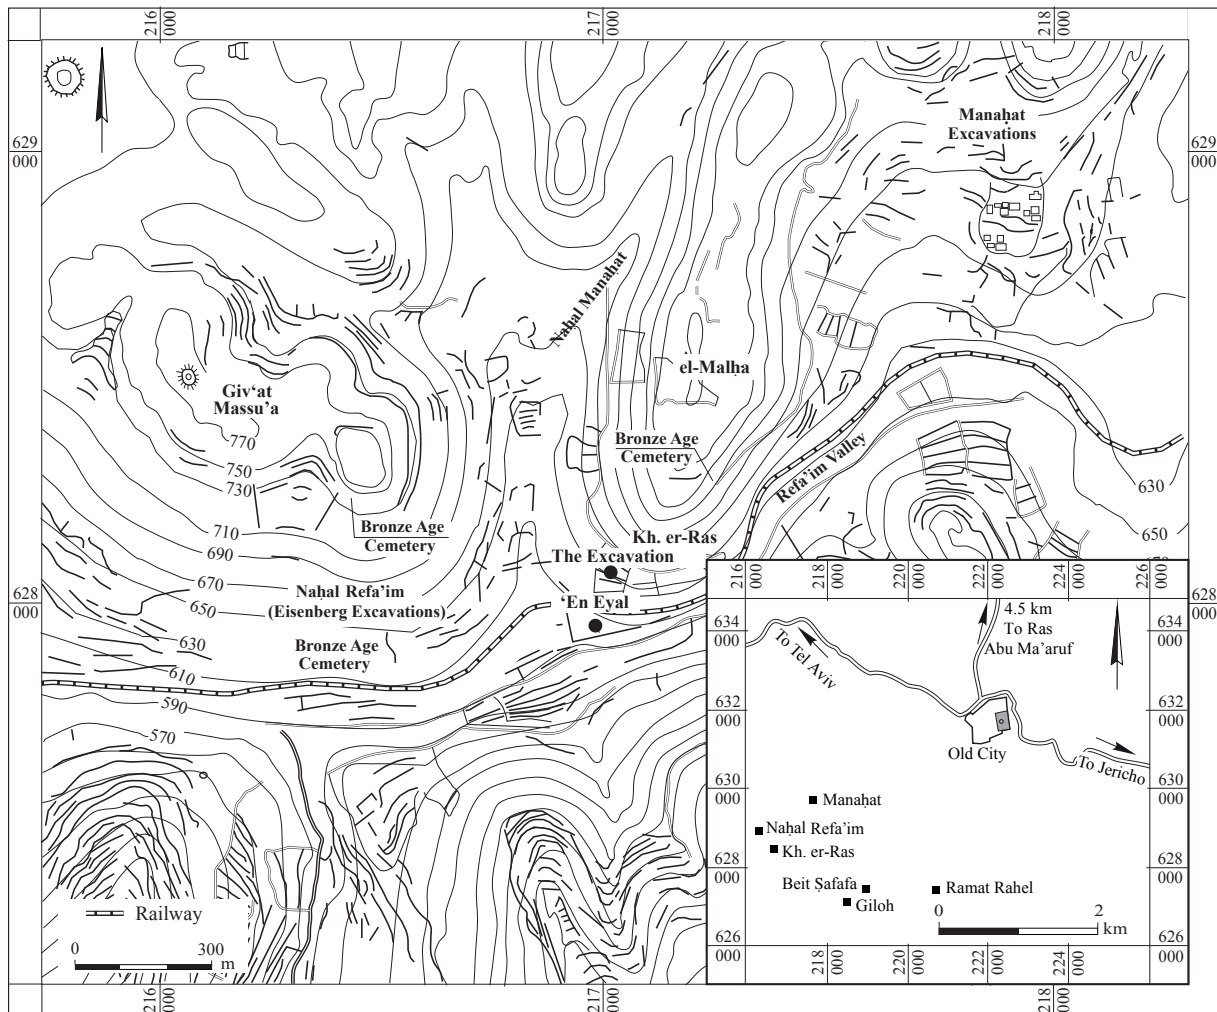 216
000
217
000
218
000
629
000
629
000
Manaḥat
Excavations
Naḥal Manaḥat
el-Malḥa
Giv‘at
Massu’a
770
750
730
710
690
670
650
630
610
590
570
Bronze Age
Cemetery
Refa’im Valley
630
650
Bronze Age
Cemetery
Kh. er-Ras
The Excavation
‘En Eyal
Naḥal Refa’im
(Eisenberg Excavations)
Bronze Age
Cemetery
628
000
628
000
Railway
0
300
m
216
000
217
000
218
000
216
000
218
000
220
000
222
000
224
000
226
000
634
000
632
000
630
000
628
000
626
000
634
000
632
000
630
000
628
000
626
000
4.5 km
To Ras
Abu Ma’aruf
To Tel Aviv
Old City
To Jericho
Manaḥat
Naḥal Refa’im
Kh. er-Ras
Beit Ṣafafa
Giloh
Ramat Rahel
0
2
km
218
000
220
000
222
000
224
000